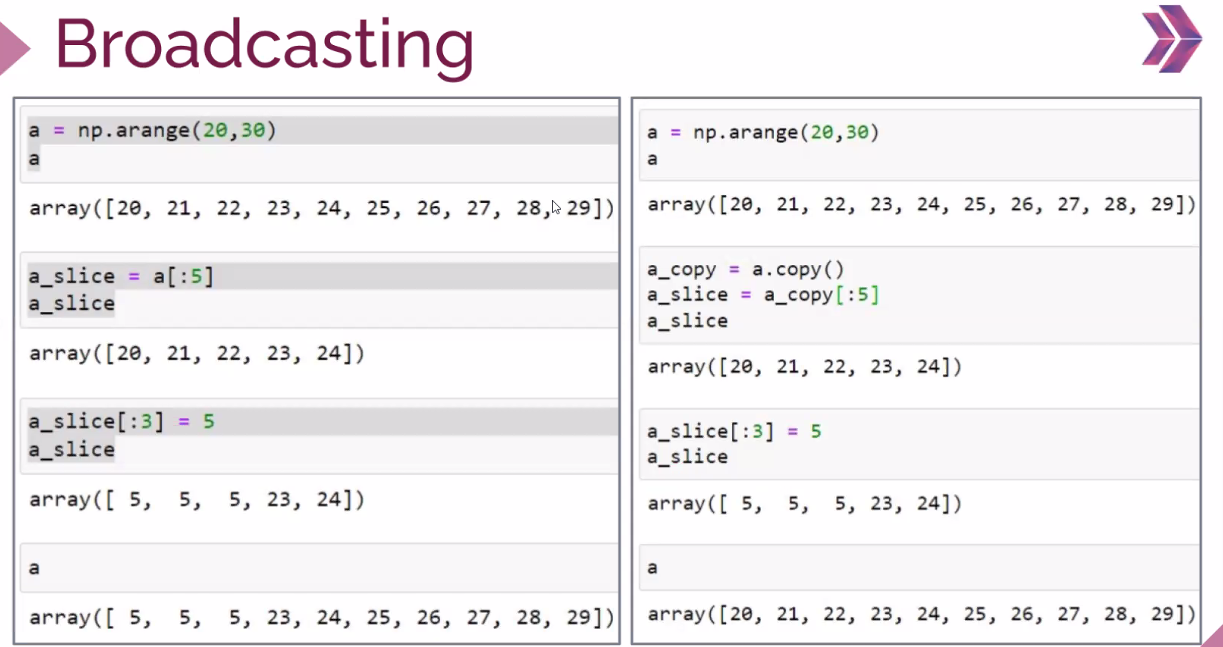 Broadcasting
a = np.arange(20,30)
a
array([20, 21, 22, 23, 24, 25, 26, 27, 28, 29])
a_slice = a[:5]
a_slice
array([20, 21, 22, 23, 24])
a_slice[:3] = 5
a_slice
array([ 5,  5,  5, 23, 24])
a
array([ 5,  5,  5, 23, 24, 25, 26, 27, 28, 29])
a = np.arange(20,30)
a
array([20, 21, 22, 23, 24, 25, 26, 27, 28, 29])
a_copy = a.copy()
a_slice = a_copy[:5]
a_slice
array([20, 21, 22, 23, 24])
a_slice[:3] = 5
a_slice
array([ 5,  5,  5, 23, 24])
a
array([20, 21, 22, 23, 24, 25, 26, 27, 28, 29])